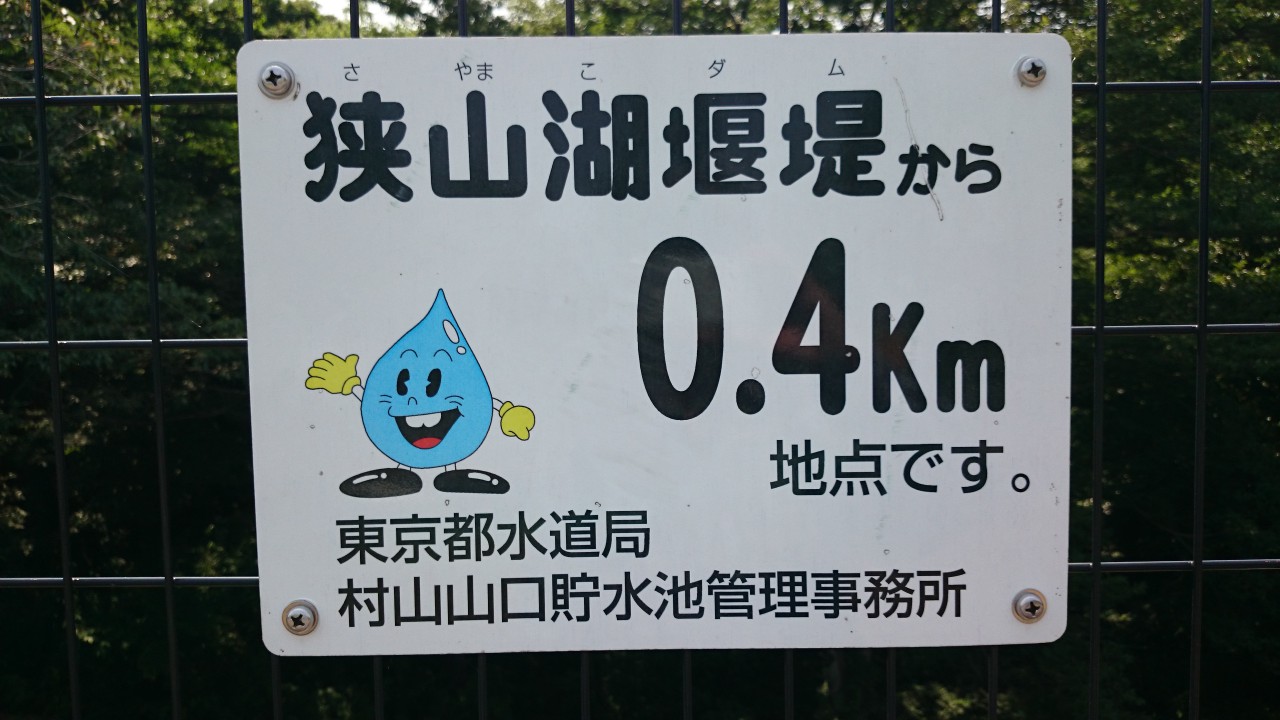 さ やま こ ダ ム
狭山湖堰堤から
0.4Km
地点です。
東京都水道局
村山山口貯水池管理事務所